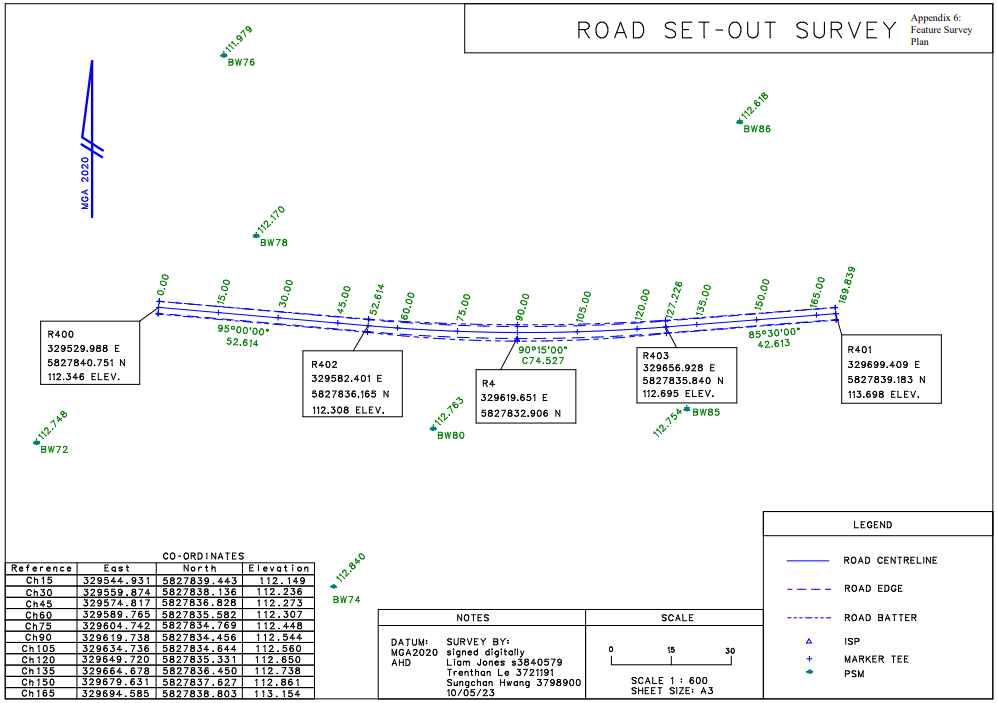 ROAD SET-OUT SURVEY
Appendix 6:
Feature Survey
Plan
111.979
BW76
112.618
BW86
MGA 2020
112.170
BW78
0.00
15.00
30.00
45.00
52.614
60.00
75.00
90.00
105.00
120.00
127.226
135.00
150.00
165.00
169.839
95°00'00"
52.614
90°15'00"
C74.527
85°30'00"
42.613
R400
329529.988 E
5827840.751 N
112.346 ELEV.
R402
329582.401 E
5827836.165 N
112.308 ELEV.
R4
329619.651 E
5827832.906 N
R403
329656.928 E
5827835.840 N
112.695 ELEV.
R401
329699.409 E
5827839.183 N
113.698 ELEV.
112.748
BW72
112.763
BW80
112.754
BW85
112.840
BW74
CO-ORDINATES
Reference East North Elevation
Ch15 329544.931 5827839.443 112.149
Ch30 329559.874 5827838.136 112.236
Ch45 329574.817 5827836.828 112.273
Ch60 329589.765 5827835.582 112.307
Ch75 329604.742 5827834.769 112.448
Ch90 329619.738 5827834.456 112.544
Ch105 329634.736 5827834.644 112.560
Ch120 329649.720 5827835.331 112.650
Ch135 329664.678 5827836.450 112.738
Ch150 329679.631 5827837.627 112.861
Ch165 329694.585 5827838.803 113.154
NOTES
DATUM:
MGA2020
AHD
SURVEY BY:
signed digitally
Liam Jones s3840579
Trenthan Le 3721191
Sungchan Hwang 3798900
10/05/23
SCALE
0 15 30
SCALE 1 : 600
SHEET SIZE: A3
LEGEND
ROAD CENTRELINE
ROAD EDGE
ROAD BATTER
ISP
MARKER TEE
PSM